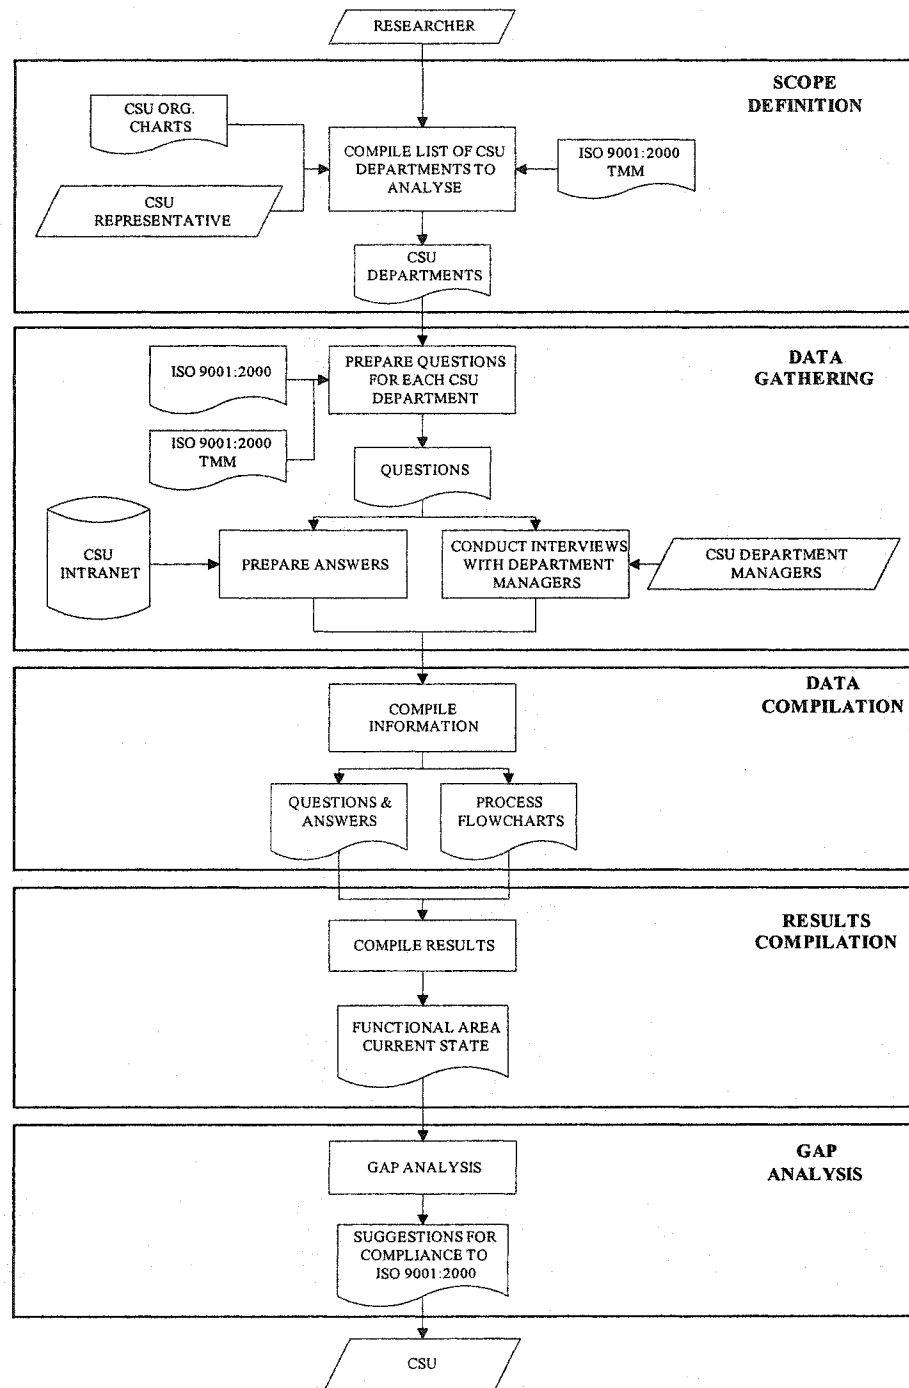 RESEARCHER
SCOPE
DEFINITION
CSU ORG.
CHARTS
COMPILE LIST OF CSU
DEPARTMENTS TO
ANALYSE
ISO 9001:2000
TMM
CSU
REPRESENTATIVE
CSU
DEPARTMENTS
DATA
GATHERING
ISO 9001:2000
PREPARE QUESTIONS
FOR EACH CSU
DEPARTMENT
ISO 9001:2000
TMM
QUESTIONS
CSU
INTRANET
PREPARE ANSWERS
CONDUCT INTERVIEWS
WITH DEPARTMENT
MANAGERS
CSU DEPARTMENT
MANAGERS
DATA
COMPILATION
COMPILE
INFORMATION
QUESTIONS &
ANSWERS
PROCESS
FLOWCHARTS
RESULTS
COMPILATION
COMPILE RESULTS
FUNCTIONAL AREA
CURRENT STATE
GAP
ANALYSIS
GAP ANALYSIS
SUGGESTIONS FOR
COMPLIANCE TO
ISO 9001:2000
CSU